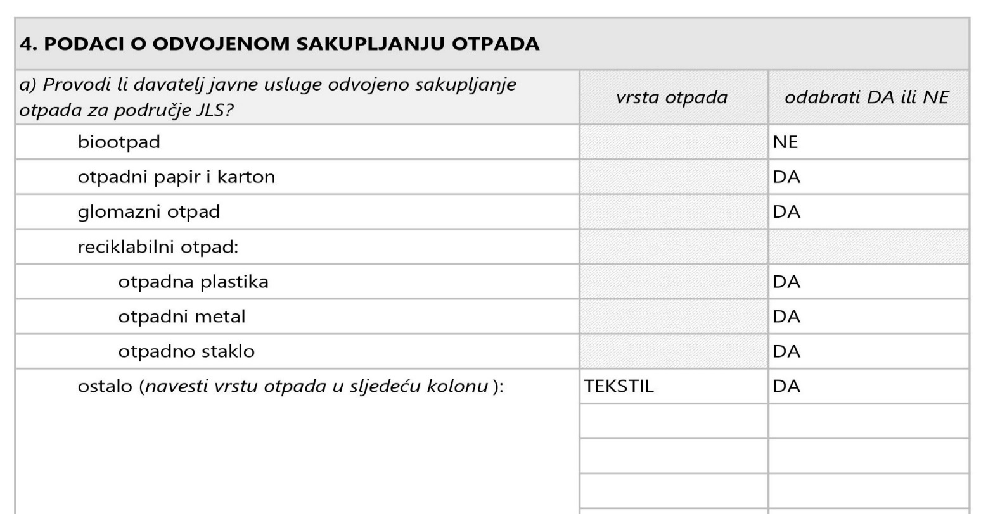 4. PODACI O ODVOJENOM SAKUPLJANJU OTPADA
a) Provodi li davatelj javne usluge odvojeno sakupljanje
otpada za područje JLS?
vrsta otpada
odabrati DA ili NE
biootpad NE
otpadni papir i karton DA
glomazni otpad DA
reciklabilni otpad:
otpadna plastika DA
otpadni metal DA
otpadno staklo DA
ostalo (navesti vrstu otpada u sljedeću kolonu ): TEKSTIL DA